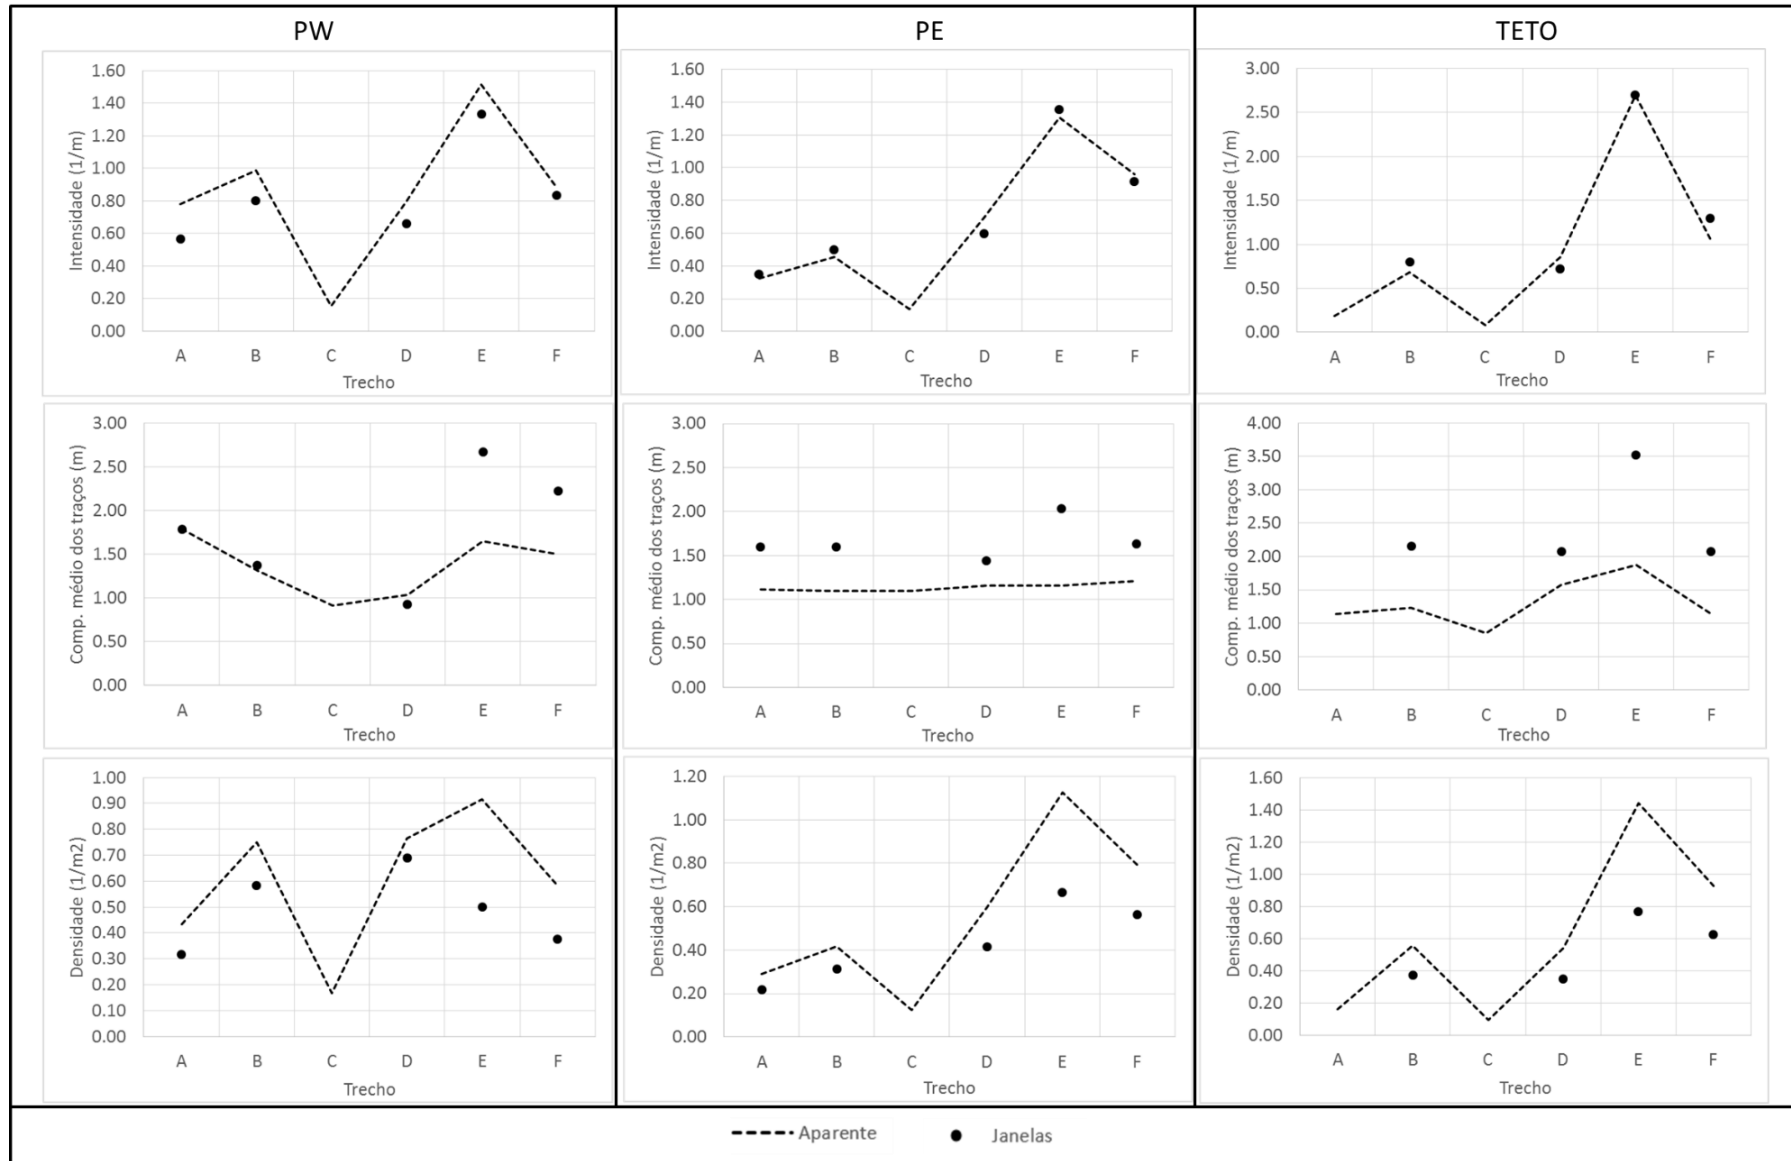 PW
PE
TETO
Intensidade (1/m)
1.60
1.40
1.20
1.00
0.80
0.60
0.40
0.20
0.00
A B C D E F
Trecho
Intensidade (1/m)
1.60
1.40
1.20
1.00
0.80
0.60
0.40
0.20
0.00
A B C D E F
Trecho
Intensidade (1/m)
3.00
2.50
2.00
1.50
1.00
0.50
0.00
A B C D E F
Trecho
Comp. médio dos traços (m)
3.00
2.50
2.00
1.50
1.00
0.50
0.00
A B C D E F
Trecho
Comp. médio dos traços (m)
3.00
2.50
2.00
1.50
1.00
0.50
0.00
A B C D E F
Trecho
Comp. médio dos traços (m)
4.00
3.50
3.00
2.50
2.00
1.50
1.00
0.50
0.00
A B C D E F
Trecho
Densidade (1/m2)
1.00
0.90
0.80
0.70
0.60
0.50
0.40
0.30
0.20
0.10
0.00
A B C D E F
Trecho
Densidade (1/m2)
1.20
1.00
0.80
0.60
0.40
0.20
0.00
A B C D E F
Trecho
Densidade (1/m2)
1.60
1.40
1.20
1.00
0.80
0.60
0.40
0.20
0.00
A B C D E F
Trecho
Aparente
Janelas